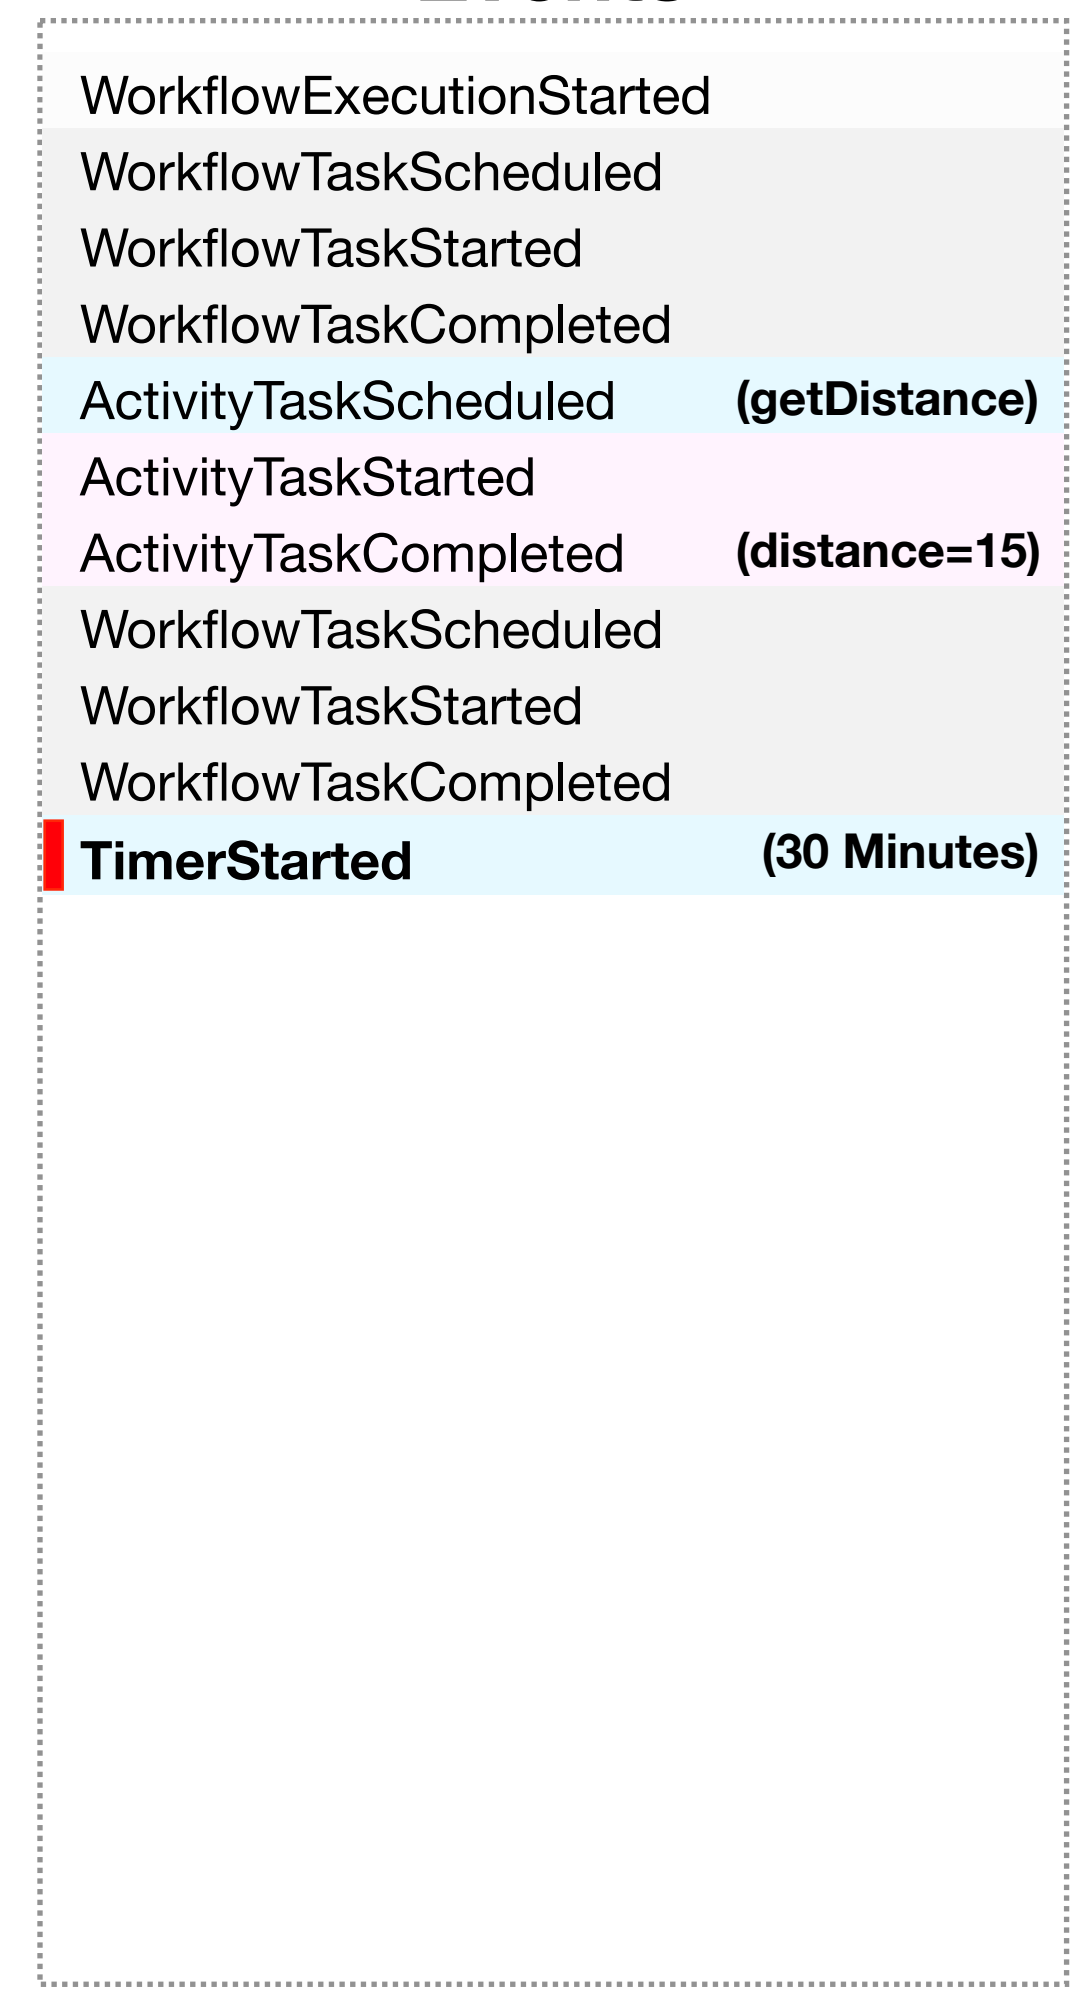 WorkflowExecutionStarted
WorkflowTaskScheduled
WorkflowTaskStarted
WorkflowTaskCompleted
ActivityTaskScheduled (getDistance)
ActivityTaskStarted
ActivityTaskCompleted (distance=15)
WorkflowTaskScheduled
WorkflowTaskStarted
WorkflowTaskCompleted
TimerStarted (30 Minutes)